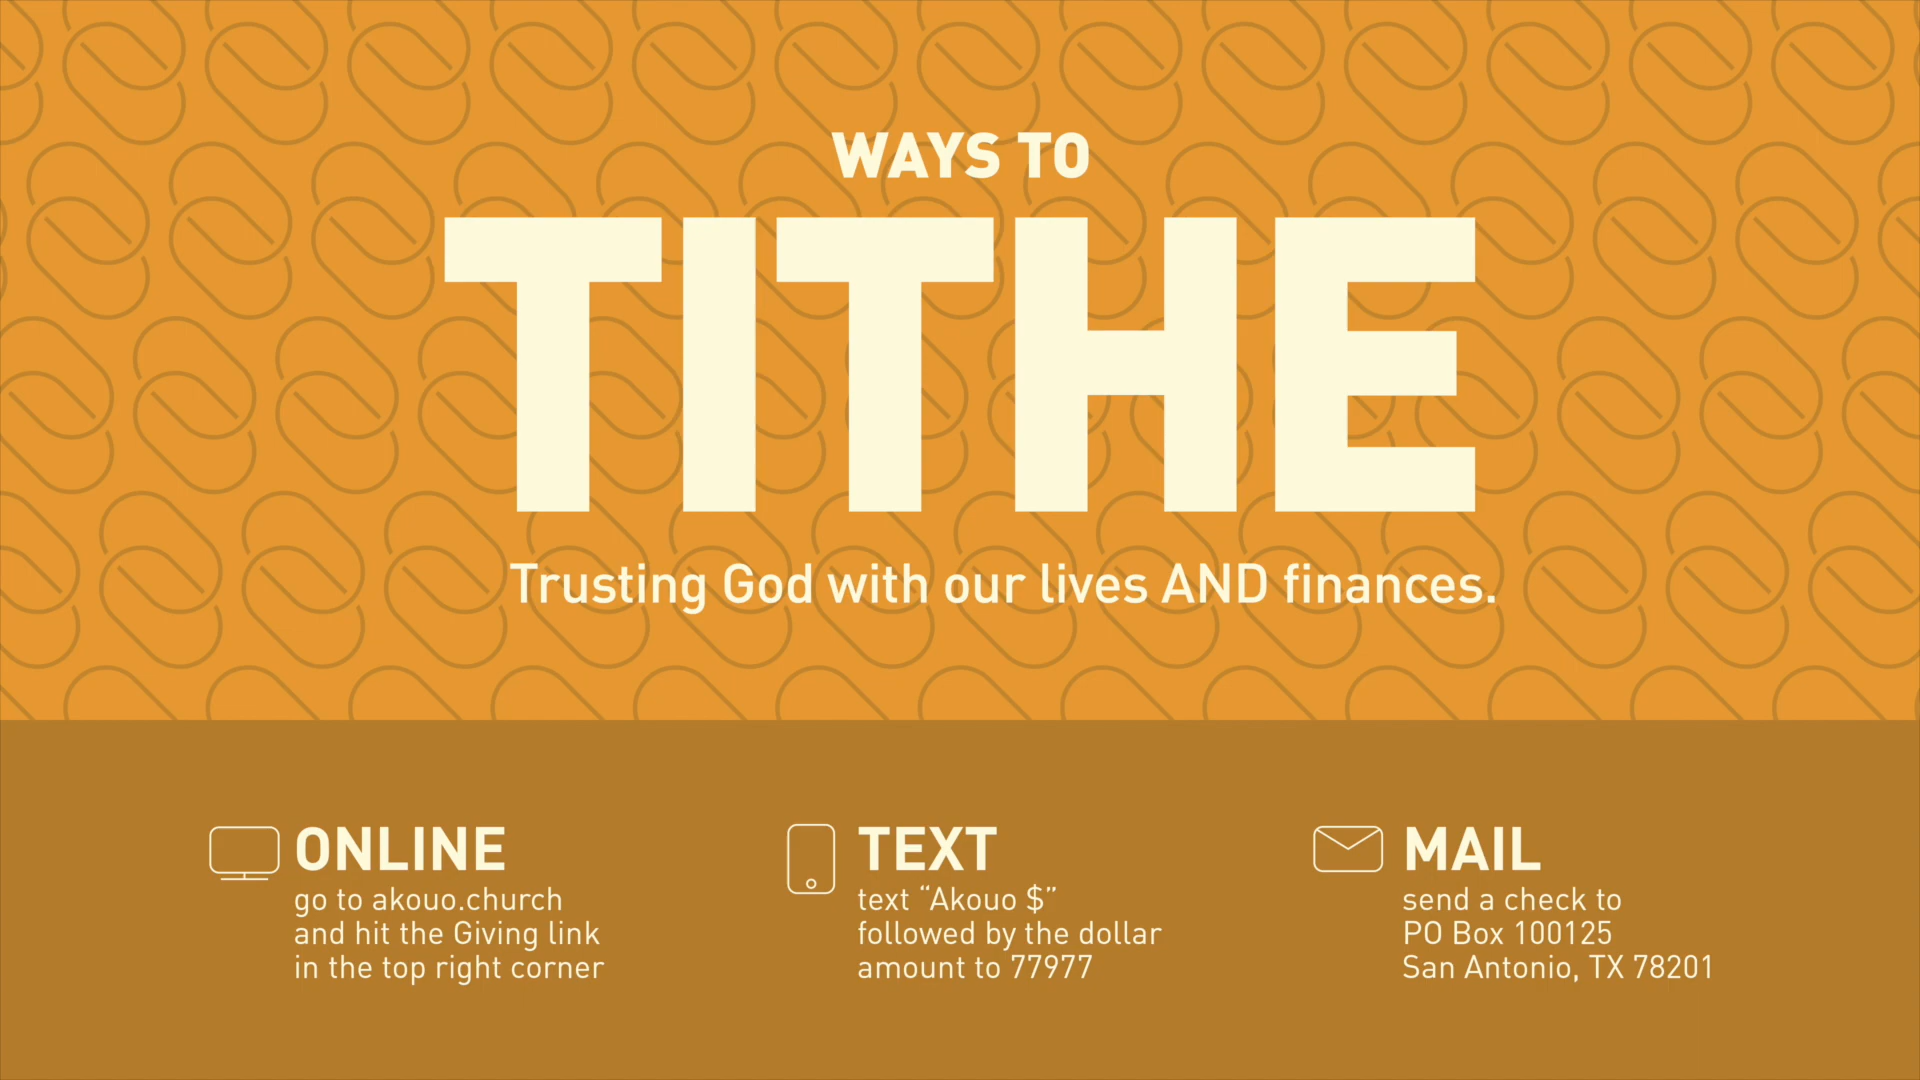 WAYS TO
TITHE
Trusting God with our lives AND finances.
ONLINE
go to akouo.church
and hit the Giving link
in the top right corner
TEXT
text “Akouo $”
followed by the dollar
amount to 77977
MAIL
send a check to
PO Box 100125
San Antonio, TX 78201